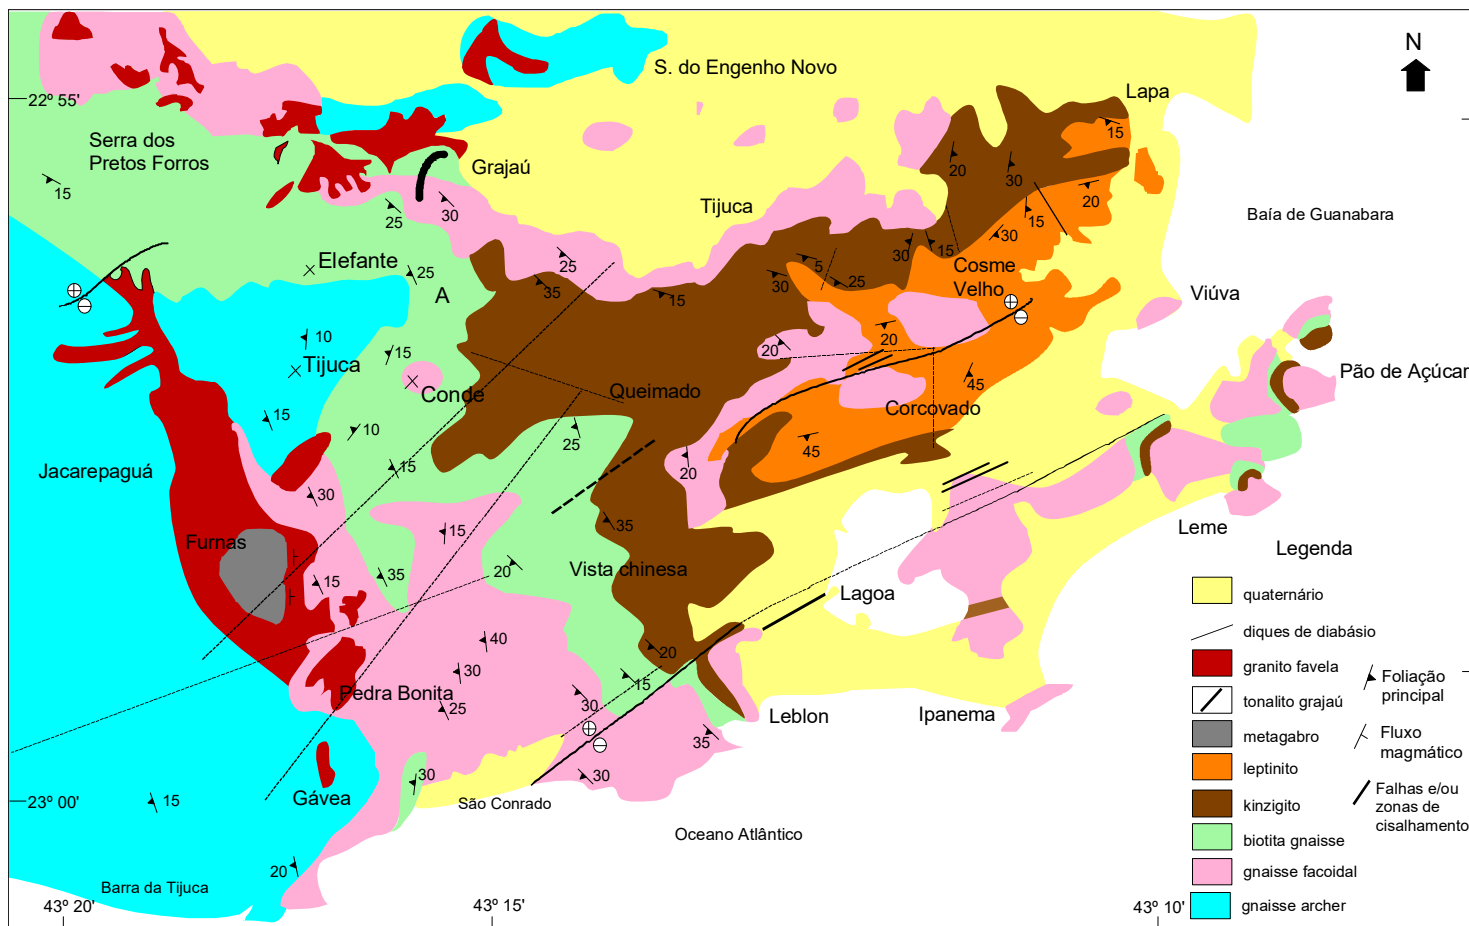 N
S. do Engenho Novo
Lapa
22º 55'
15
Serra dos
Pretos Forros
Grajaú
20
30
15
25
30
Tijuca
15
20
Baía de Guanabara
Elefante
25
25
30
15
30
Cosme
Velho
A
35
15
30
5
25
Viúva
10
15
20
20
Tijuca
Conde
Queimado
45
Pão de Açúcar
15
10
25
Corcovado
45
Jacarepaguá
15
20
30
Leme
15
35
Furnas
Legenda
15
35
20
Vista chinesa
Lagoa
quaternário
diques de diabásio
40
20
granito favela
Foliação
principal
30
15
Pedra Bonita
25
30
Leblon
Ipanema
tonalito grajaú
35
metagabro
Fluxo
magmático
30
30
leptinito
23º 00'
15
Gávea
São Conrado
kinzigito
Falhas e/ou
zonas de
cisalhamento
Oceano Atlântico
biotita gnaisse
20
gnaisse facoidal
Barra da Tijuca
gnaisse archer
43º 20'
43º 15'
43º 10'